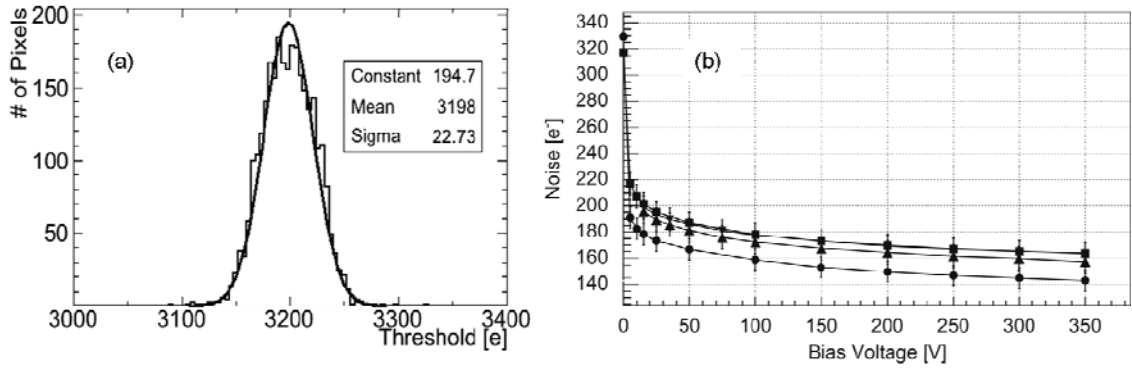 (a)
# of Pixels
200
150
100
50
Constant 194.7
Mean 3198
Sigma 22.73
3000 3100 3200 3300 3400
Threshold [e]
(b)
Noise [e-]
340
320
300
280
260
240
220
200
180
160
140
0 50 100 150 200 250 300 350
Bias Voltage [V]